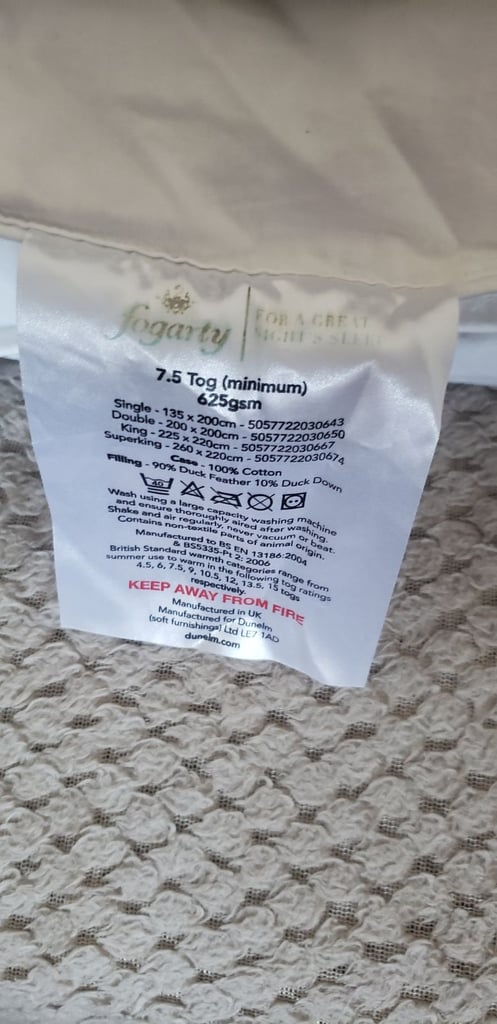 fogarty
FOR A GREAT
NIGHT'S SLEEP
7.5 Tog (minimum)
625gsm
Single - 135 x 200cm - 5057722030643
Double - 200 x 200cm - 5057722030650
King - 225 x 220cm - 5057722030667
Superking - 260 x 220cm - 5057722030674
Case - 100% Cotton
Filling - 90% Duck Feather 10% Duck Down
40
Wash using a large capacity washing machine
and ensure thoroughly aired after washing.
Shake and air regularly, never vacuum or beat.
Contains non-textile parts of animal origin.
Manufactured to BS EN 13186:2004
& BS5335-Pt 2: 2006
British Standard warmth categories range from
summer use to warm in the following tog ratings
4.5, 6, 7.5, 9, 10.5, 12, 13.5, 15 togs
respectively.
KEEP AWAY FROM FIRE
Manufactured in UK
Manufactured for Dunelm
(soft furnishings) Ltd LE7 1AD
dunelm.com